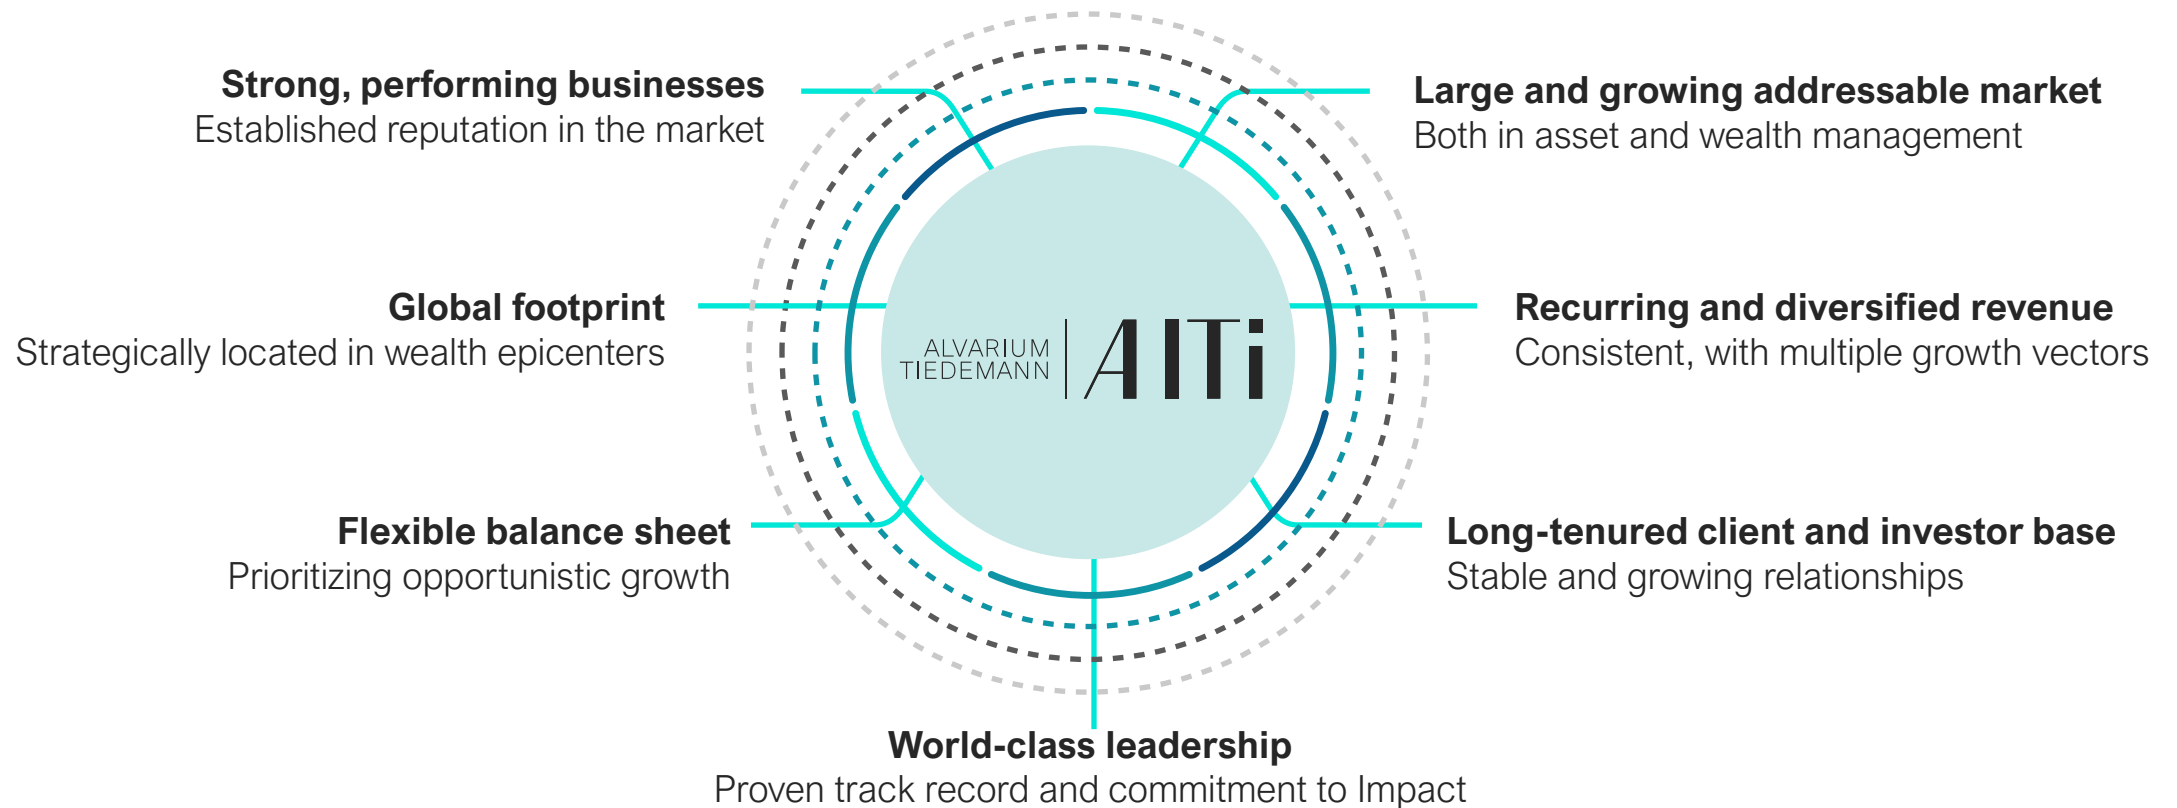 Strong, performing businesses
Established reputation in the market
Large and growing addressable market
Both in asset and wealth management
Global footprint
Strategically located in wealth epicenters
ALVARIUM
TIEDEMANN
AlTi
Recurring and diversified revenue
Consistent, with multiple growth vectors
Flexible balance sheet
Prioritizing opportunistic growth
Long-tenured client and investor base
Stable and growing relationships
World-class leadership
Proven track record and commitment to Impact